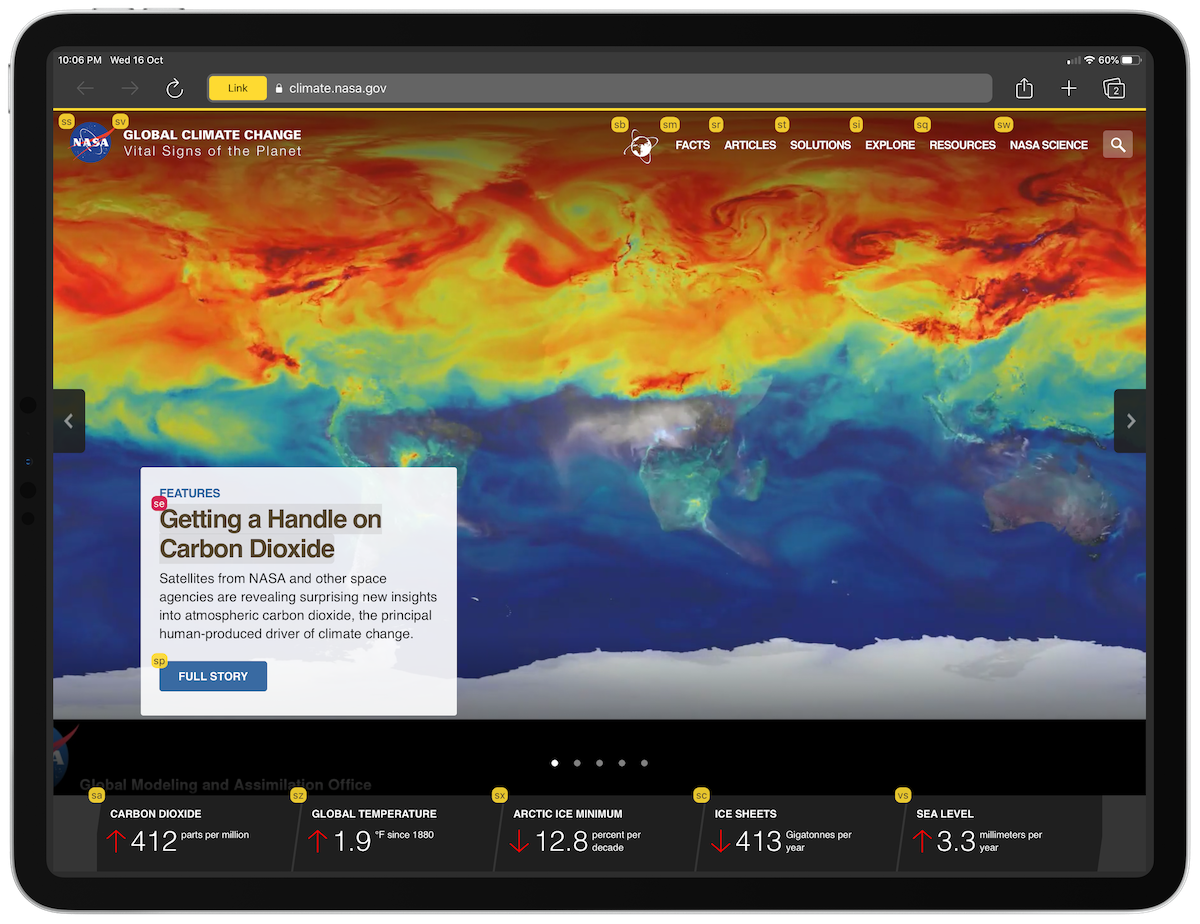 10:06 PM Wed 16 Oct
60%
Link climate.nasa.gov
2
ss sv sb sm sr st si sq sw
NASA GLOBAL CLIMATE CHANGE
Vital Signs of the Planet
FACTS ARTICLES SOLUTIONS EXPLORE RESOURCES NASA SCIENCE
FEATURES
se
Getting a Handle on
Carbon Dioxide
Satellites from NASA and other space
agencies are revealing surprising new insights
into atmospheric carbon dioxide, the principal
human-produced driver of climate change.
sp
FULL STORY
Global Modeling and Assimilation Office
sa sz sx sc vs
CARBON DIOXIDE
412 parts per million
GLOBAL TEMPERATURE
1.9 °F since 1880
ARCTIC ICE MINIMUM
12.8 percent per
decade
ICE SHEETS
413 Gigatonnes per
year
SEA LEVEL
3.3 millimeters per
year